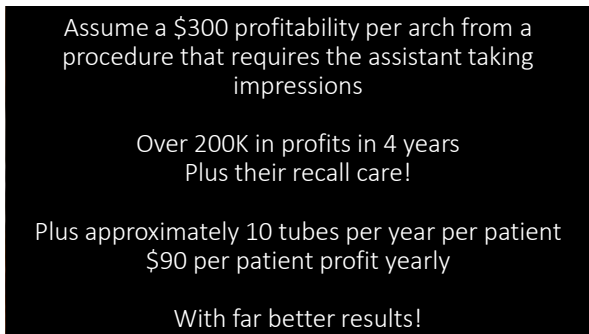 Assume a $300 profitability per arch from a
procedure that requires the assistant taking
impressions
Over 200K in profits in 4 years
Plus their recall care!
Plus approximately 10 tubes per year per patient
$90 per patient profit yearly
With far better results!